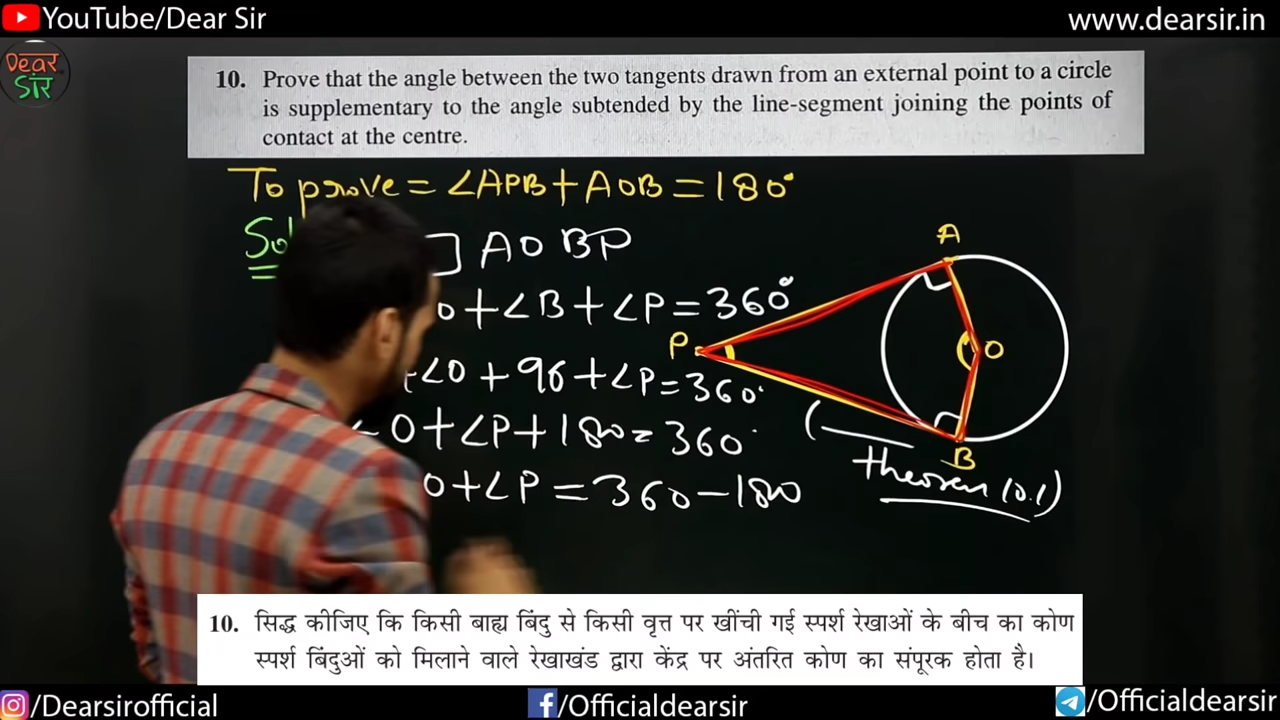 YouTube/Dear Sir
www.dearsir.in
Dear
सर
10. Prove that the angle between the two tangents drawn from an external point to a circle
is supplementary to the angle subtended by the line-segment joining the points of
contact at the centre.
To prove = ∠APB + AOB = 180°
Sol
AOBP
O + ∠B + ∠P = 360°
+ ∠O + 90 + ∠P = 360°
O + ∠P + 180 = 360°
O + ∠P = 360 - 180
A
P
O
B
( theorem 10.1)
10. सिद्ध कीजिए कि किसी बाह्य बिंदु से किसी वृत्त पर खींची गई स्पर्श रेखाओं के बीच का कोण
स्पर्श बिंदुओं को मिलाने वाले रेखाखंड द्वारा केंद्र पर अंतरित कोण का संपूरक होता है।
/Dearsirofficial
/Officialdearsir
/Officialdearsir